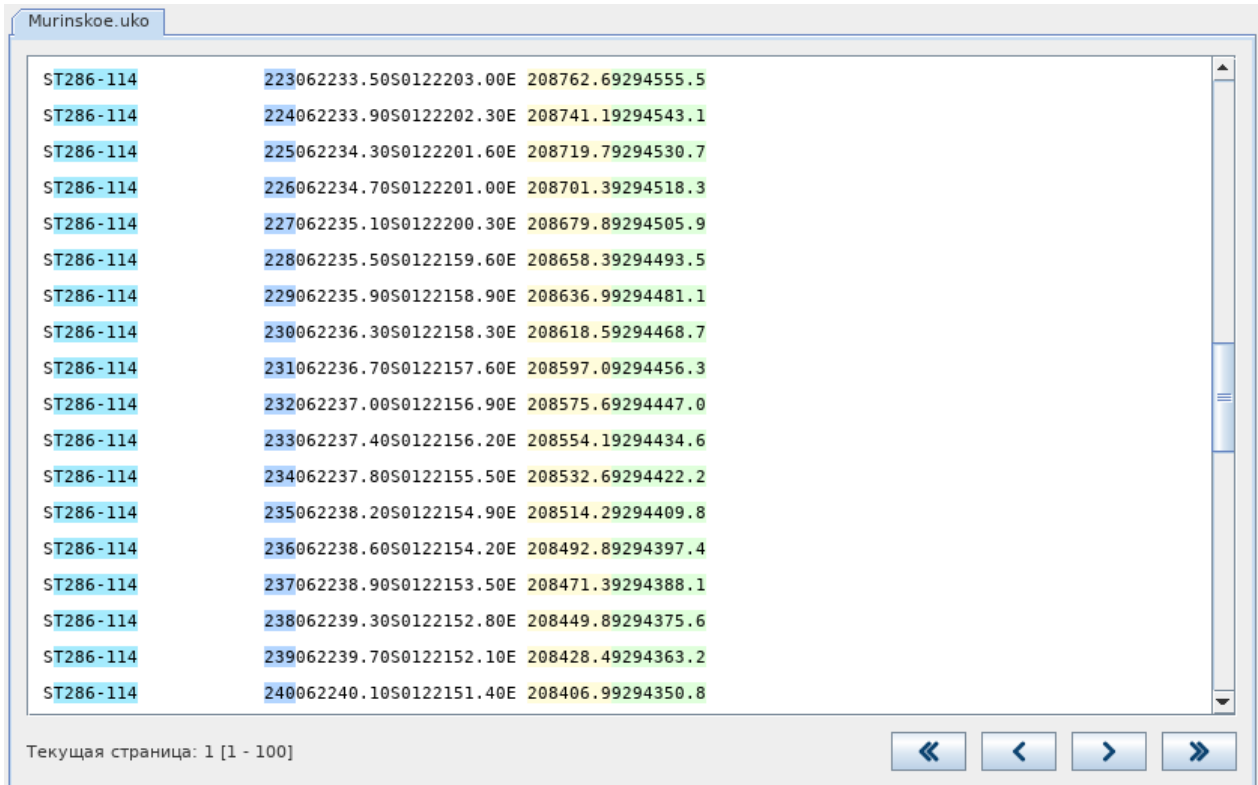 Murinskoe.uko
ST286-114            223062233.50S0122203.00E 208762.69294555.5
ST286-114            224062233.90S0122202.30E 208741.19294543.1
ST286-114            225062234.30S0122201.60E 208719.79294530.7
ST286-114            226062234.70S0122201.00E 208701.39294518.3
ST286-114            227062235.10S0122200.30E 208679.89294505.9
ST286-114            228062235.50S0122159.60E 208658.39294493.5
ST286-114            229062235.90S0122158.90E 208636.99294481.1
ST286-114            230062236.30S0122158.30E 208618.59294468.7
ST286-114            231062236.70S0122157.60E 208597.09294456.3
ST286-114            232062237.00S0122156.90E 208575.69294447.0
ST286-114            233062237.40S0122156.20E 208554.19294434.6
ST286-114            234062237.80S0122155.50E 208532.69294422.2
ST286-114            235062238.20S0122154.90E 208514.29294409.8
ST286-114            236062238.60S0122154.20E 208492.89294397.4
ST286-114            237062238.90S0122153.50E 208471.39294388.1
ST286-114            238062239.30S0122152.80E 208449.89294375.6
ST286-114            239062239.70S0122152.10E 208428.49294363.2
ST286-114            240062240.10S0122151.40E 208406.99294350.8
Текущая страница: 1 [1 - 100]